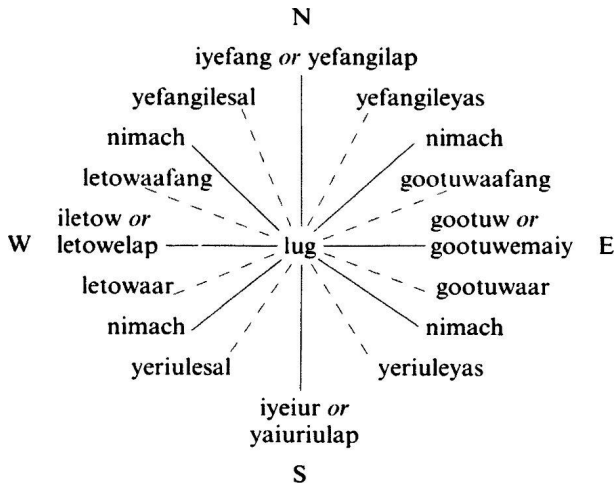 N
iyefang or yefangilap
yefangilesal yefangileyas
nimach nimach
letowaafang gootuwaafang
iletow or gootuw or
W letowelap lug gootuwemaiy E
letowaar gootuwaar
nimach nimach
yeriulesal yeriuleyas
iyeiur or
yaiuriulap
S